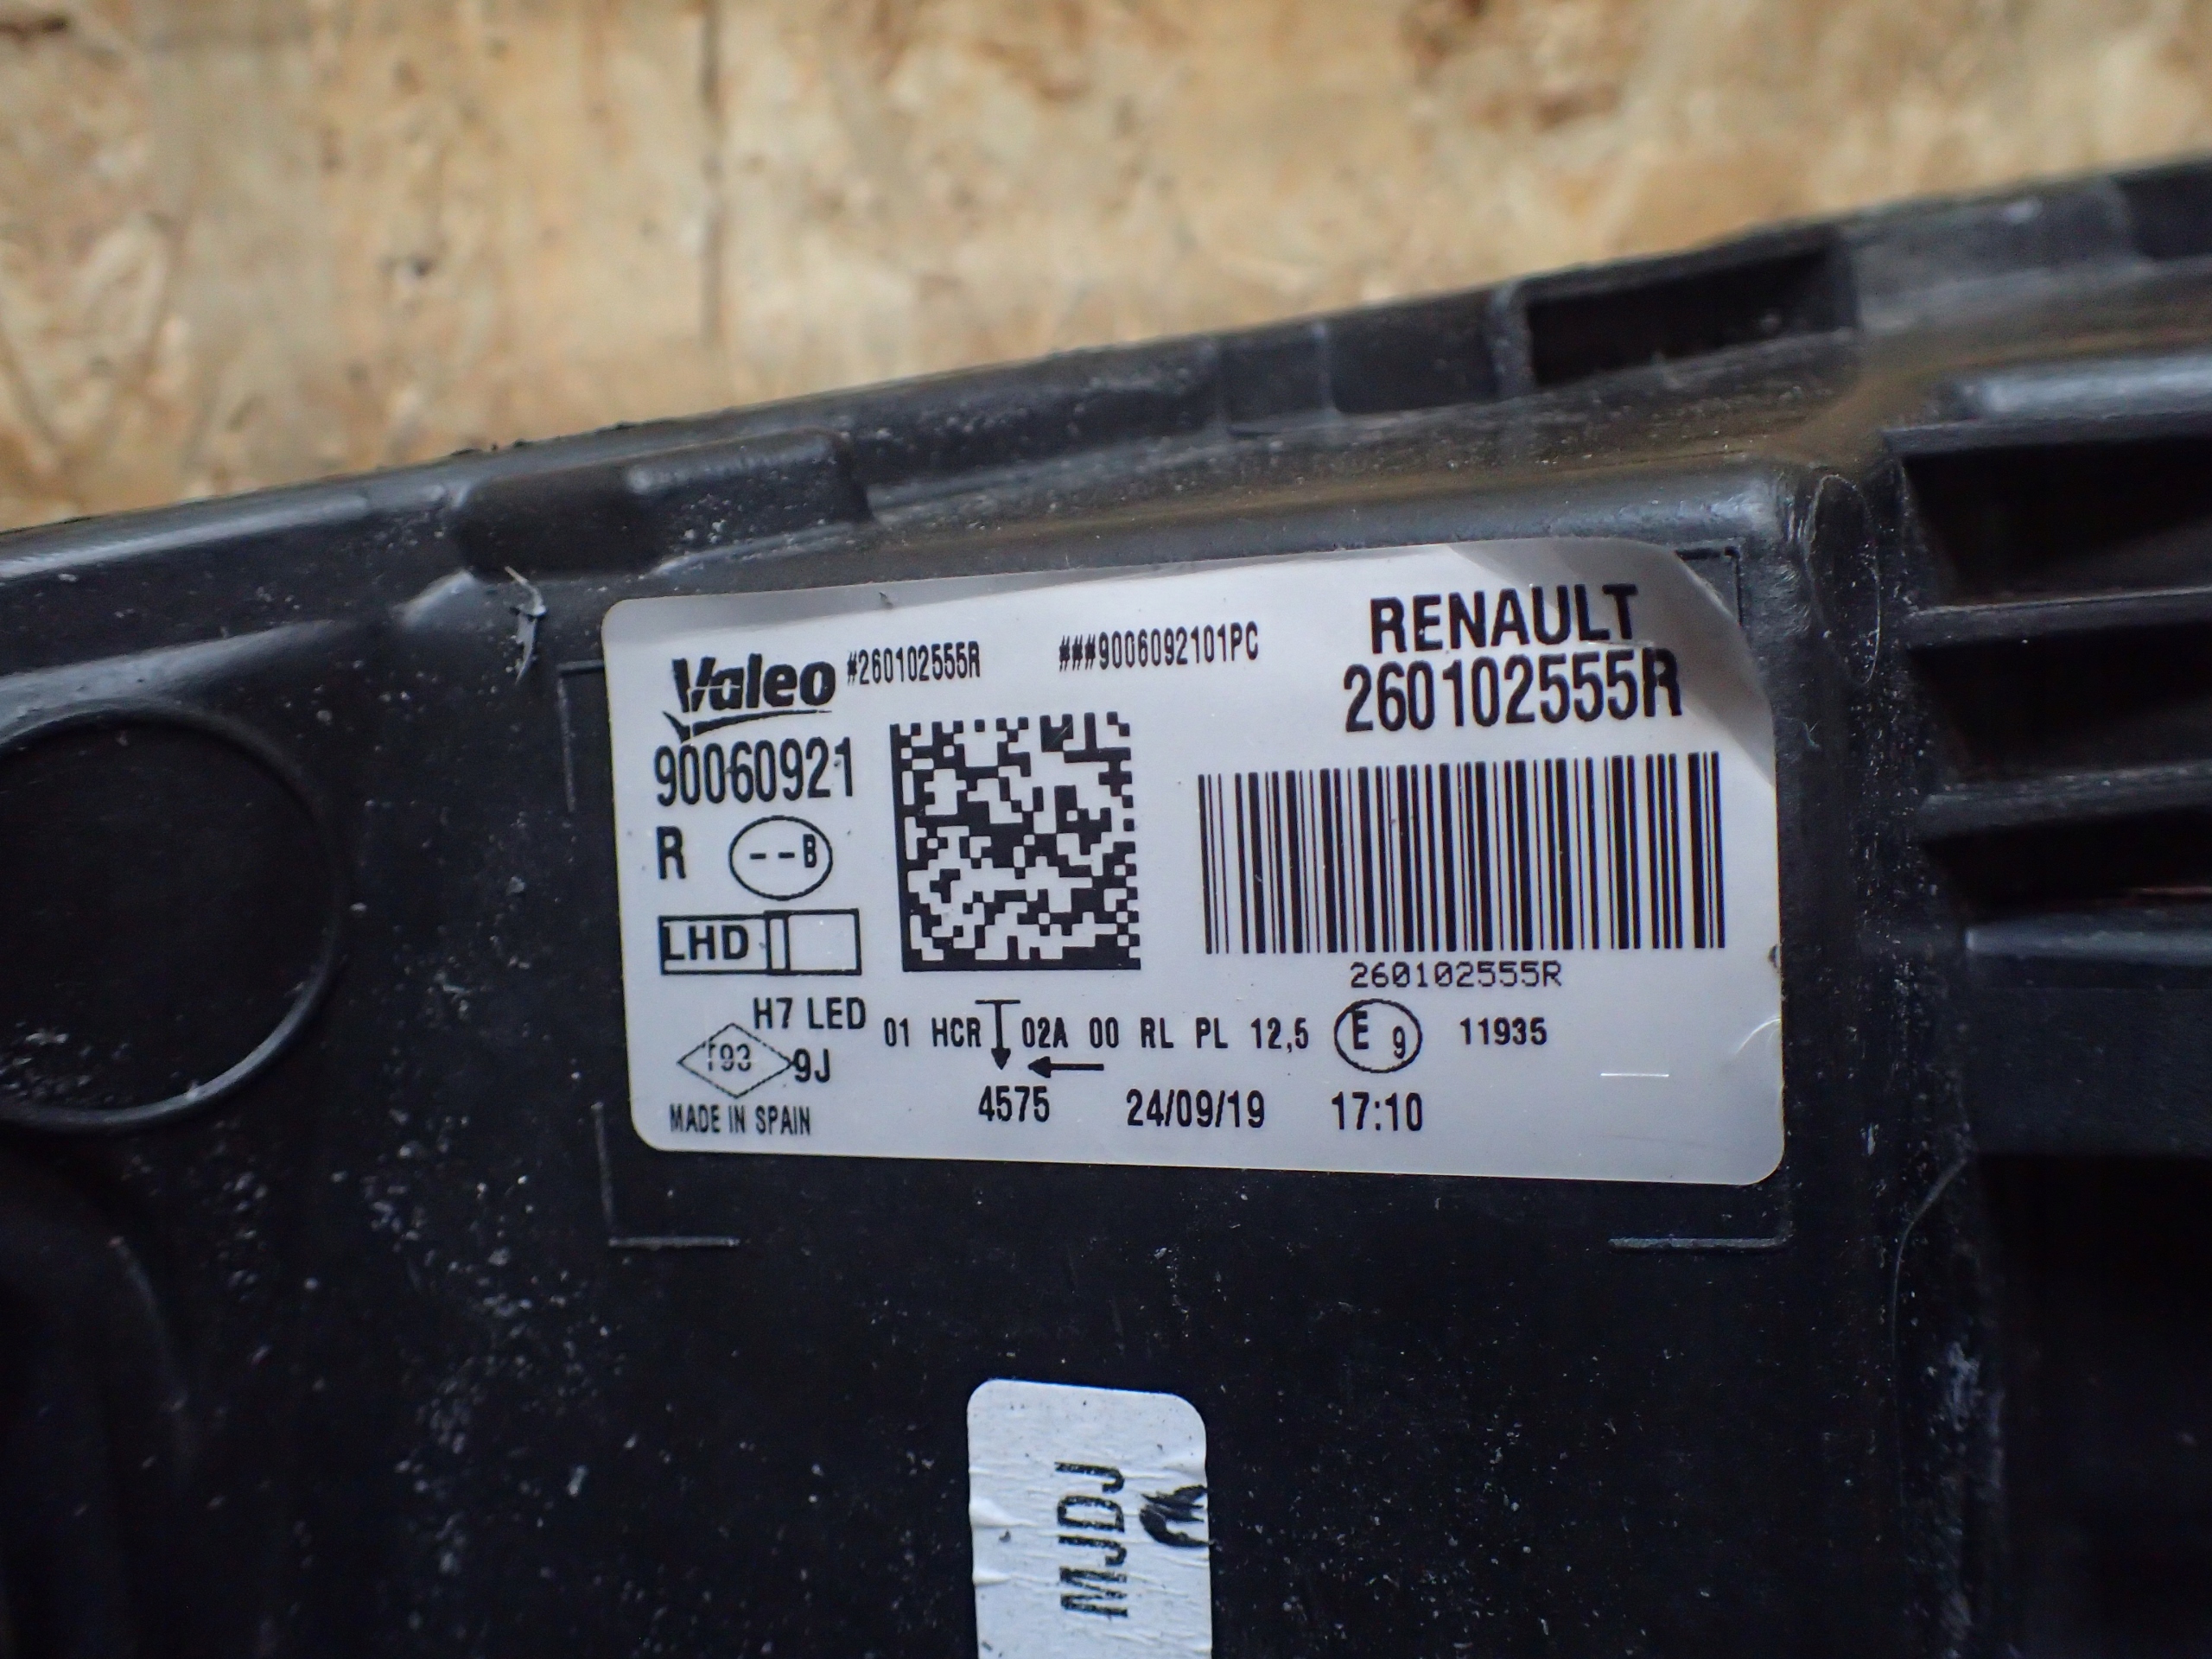 Valeo #260102555R ###9006092101PC RENAULT
260102555R
90060921
R --B
LHD
260102555R
H7 LED 01 HCR 02A 00 RL PL 12,5 E 9 11935
9J
4575 24/09/19 17:10
MADE IN SPAIN
MJDJ